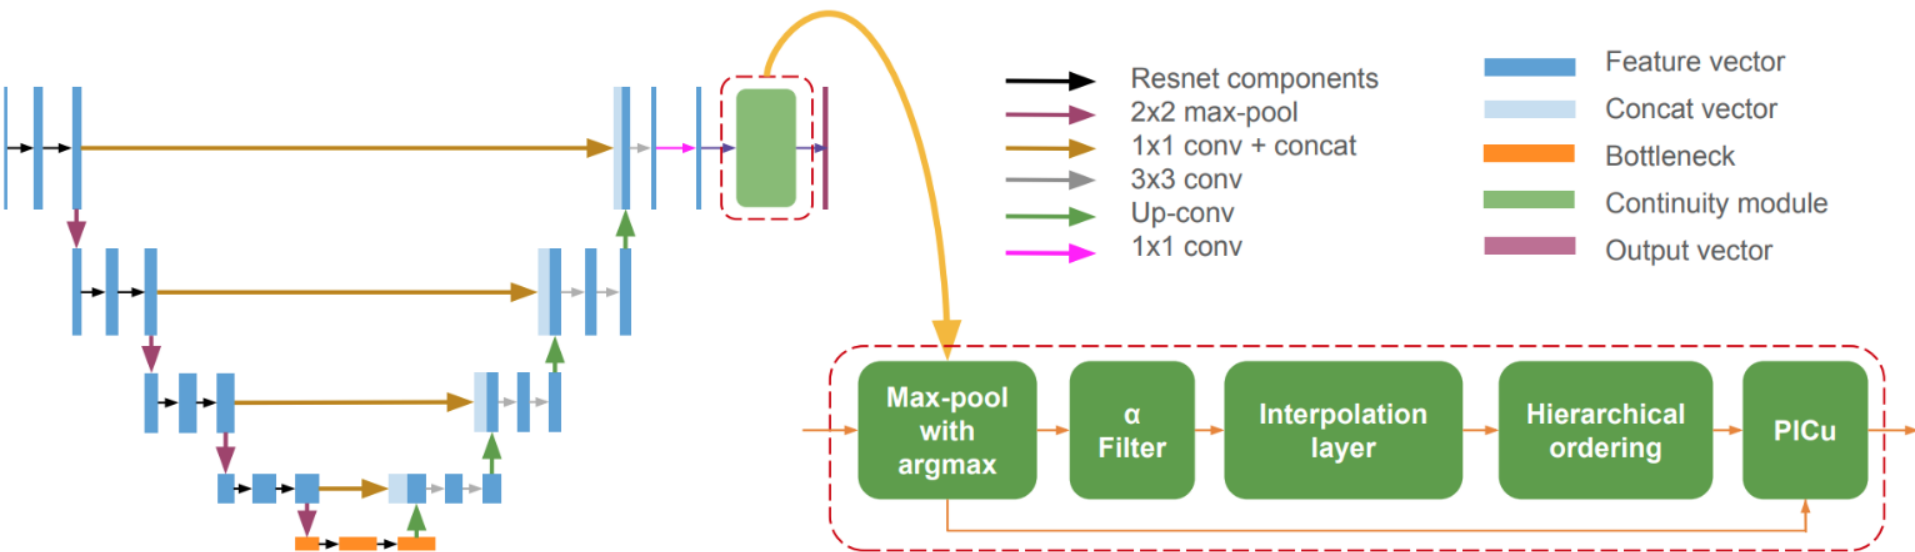 Resnet components
2x2 max-pool
1x1 conv + concat
3x3 conv
Up-conv
1x1 conv
Feature vector
Concat vector
Bottleneck
Continuity module
Output vector
Max-pool
with
argmax
α
Filter
Interpolation
layer
Hierarchical
ordering
PICu